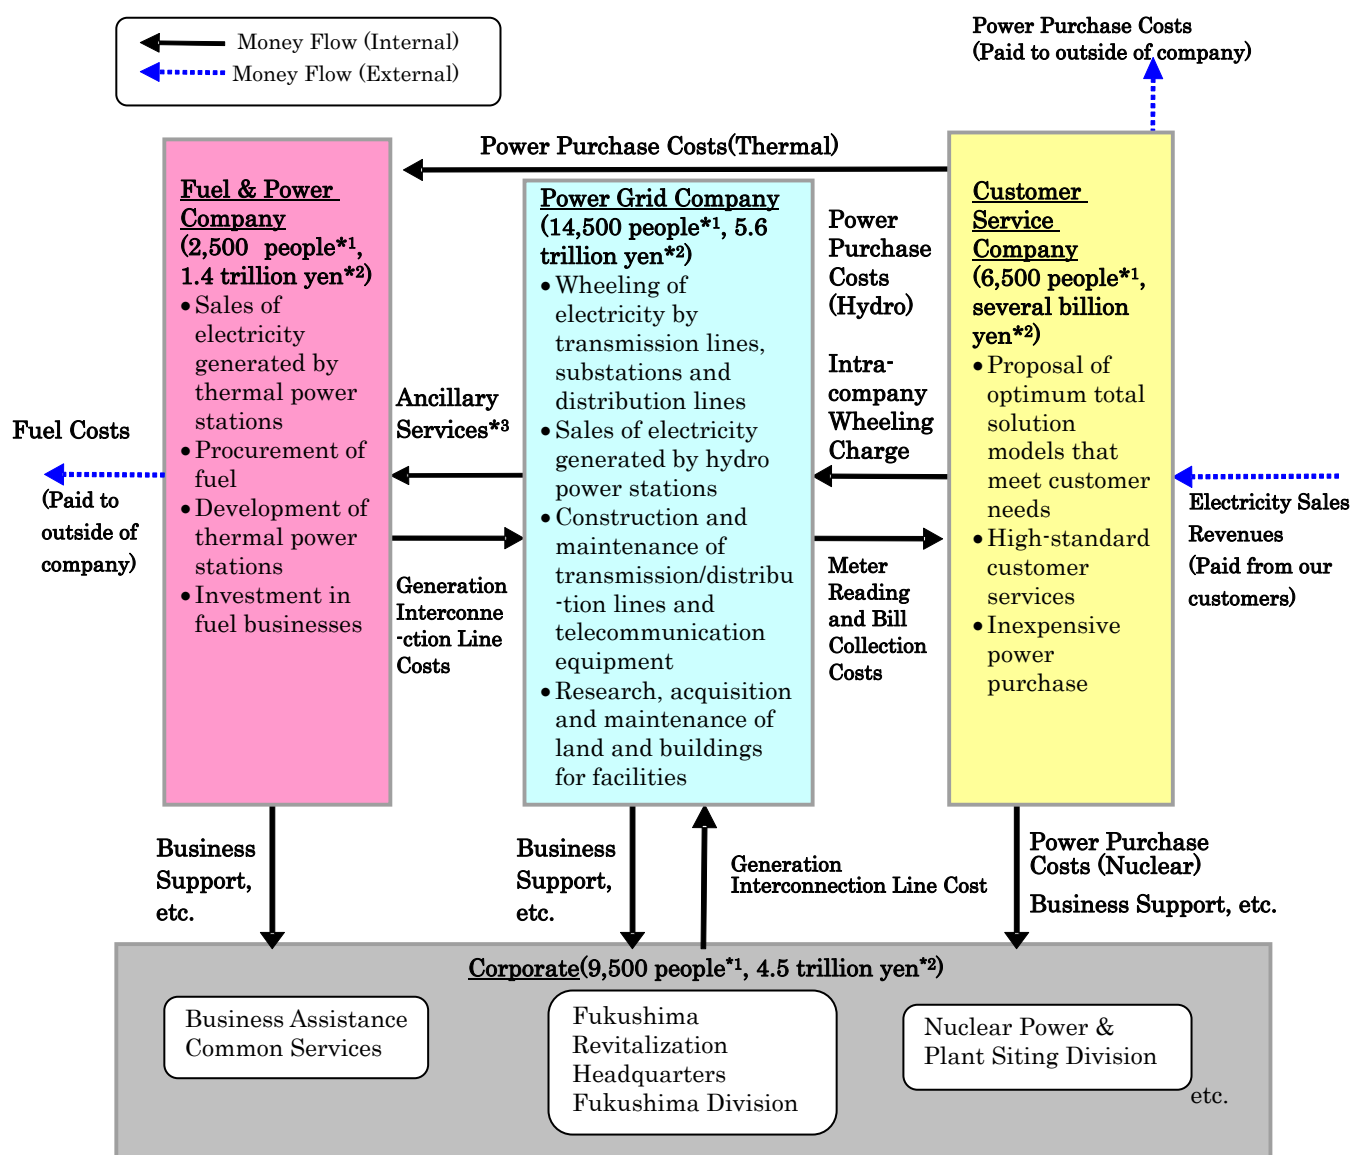 Money Flow (Internal)
Money Flow (External)
Power Purchase Costs
(Paid to outside of company)
Power Purchase Costs(Thermal)
Fuel & Power
Company
(2,500 people*1,
1.4 trillion yen*2)
•Sales of
electricity
generated by
thermal power
stations
•Procurement of
fuel
•Development of
thermal power
stations
•Investment in
fuel businesses
Fuel Costs
(Paid to
outside of
company)
Ancillary
Services*3
Generation
Interconne
-ction Line
Costs
Power Grid Company
(14,500 people*1, 5.6
trillion yen*2)
•Wheeling of
electricity by
transmission lines,
substations and
distribution lines
•Sales of electricity
generated by hydro
power stations
•Construction and
maintenance of
transmission/distribu
-tion lines and
telecommunication
equipment
•Research, acquisition
and maintenance of
land and buildings
for facilities
Power
Purchase
Costs
(Hydro)
Intra-
company
Wheeling
Charge
Meter
Reading
and Bill
Collection
Costs
Customer
Service
Company
(6,500 people*1,
several billion
yen*2)
•Proposal of
optimum total
solution
models that
meet customer
needs
•High-standard
customer
services
•Inexpensive
power
purchase
Electricity Sales
Revenues
(Paid from our
customers)
Business
Support,
etc.
Business
Support,
etc.
Generation
Interconnection Line Cost
Power Purchase
Costs (Nuclear)
Business Support, etc.
Corporate(9,500 people*1, 4.5 trillion yen*2)
Business Assistance
Common Services
Fukushima
Revitalization
Headquarters
Fukushima Division
Nuclear Power &
Plant Siting Division
etc.